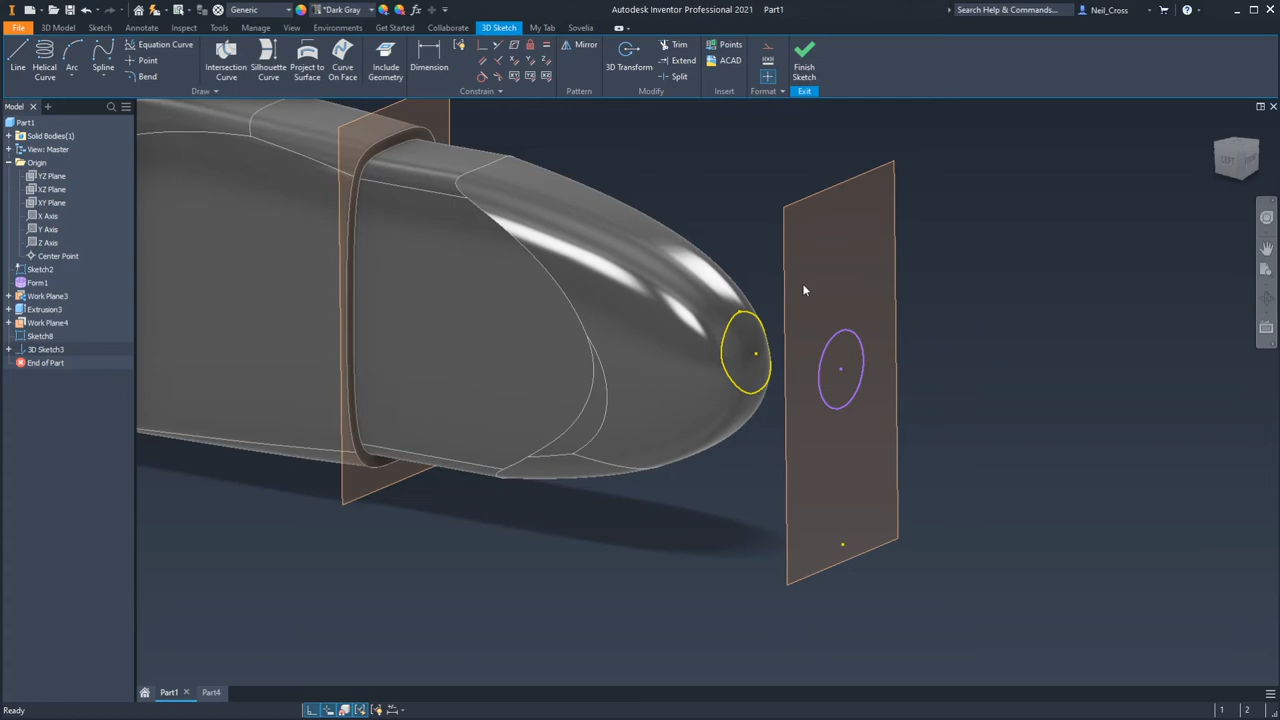 Generic
*Dark Gray
Autodesk Inventor Professional 2021 Part1
Search Help & Commands...
Neil_Cross
File
3D Model
Sketch
Annotate
Inspect
Tools
Manage
View
Environments
Get Started
Collaborate
3D Sketch
My Tab
Sculpt
Line
Helical Curve
Arc
Spline
Equation Curve
Point
Bend
Intersection Curve
Silhouette Curve
Project to Surface
Curve On Face
Include Geometry
Dimension
Mirror
3D Transform
Trim
Extend
Split
Points
ACAD
Finish Sketch
Draw
Constrain
Pattern
Modify
Insert
Format
Exit
Model
Part1
Solid Bodies(1)
View: Master
Origin
YZ Plane
XZ Plane
XY Plane
X Axis
Y Axis
Z Axis
Center Point
Sketch2
Form1
Work Plane3
Extrusion3
Work Plane4
Sketch8
3D Sketch3
End of Part
LEFT
FRONT
Part1
Part4
Ready
1
2